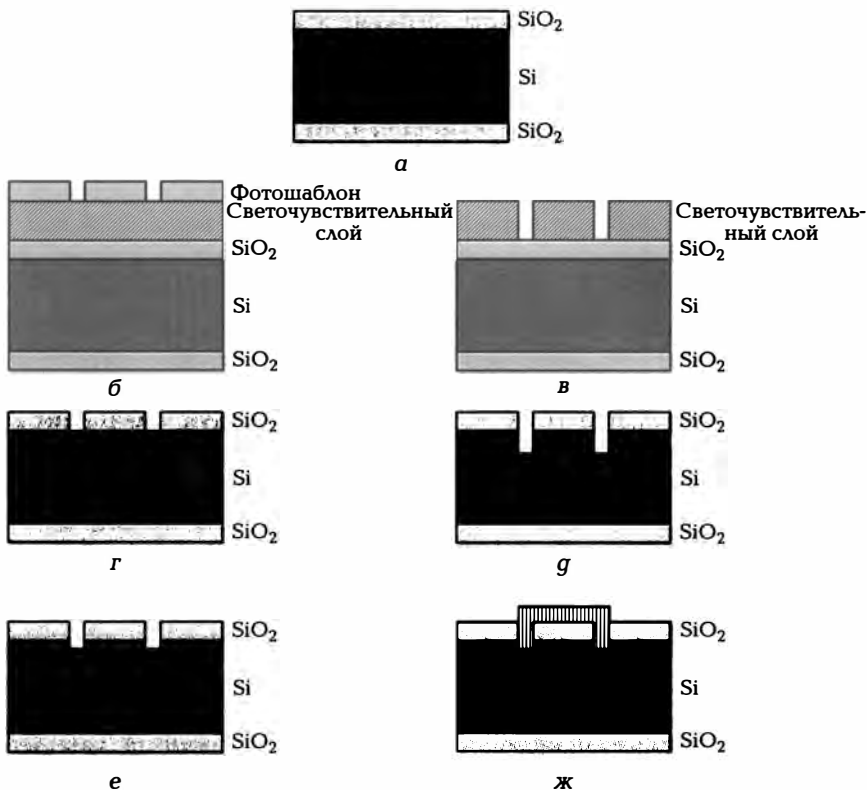 SiO₂
Si
SiO₂
а
Фотошаблон
Светочувствительный
слой
SiO₂
Si
SiO₂
б
Светочувствитель-
ный слой
SiO₂
Si
SiO₂
в
SiO₂
Si
SiO₂
г
SiO₂
Si
SiO₂
д
SiO₂
Si
SiO₂
е
SiO₂
Si
SiO₂
ж